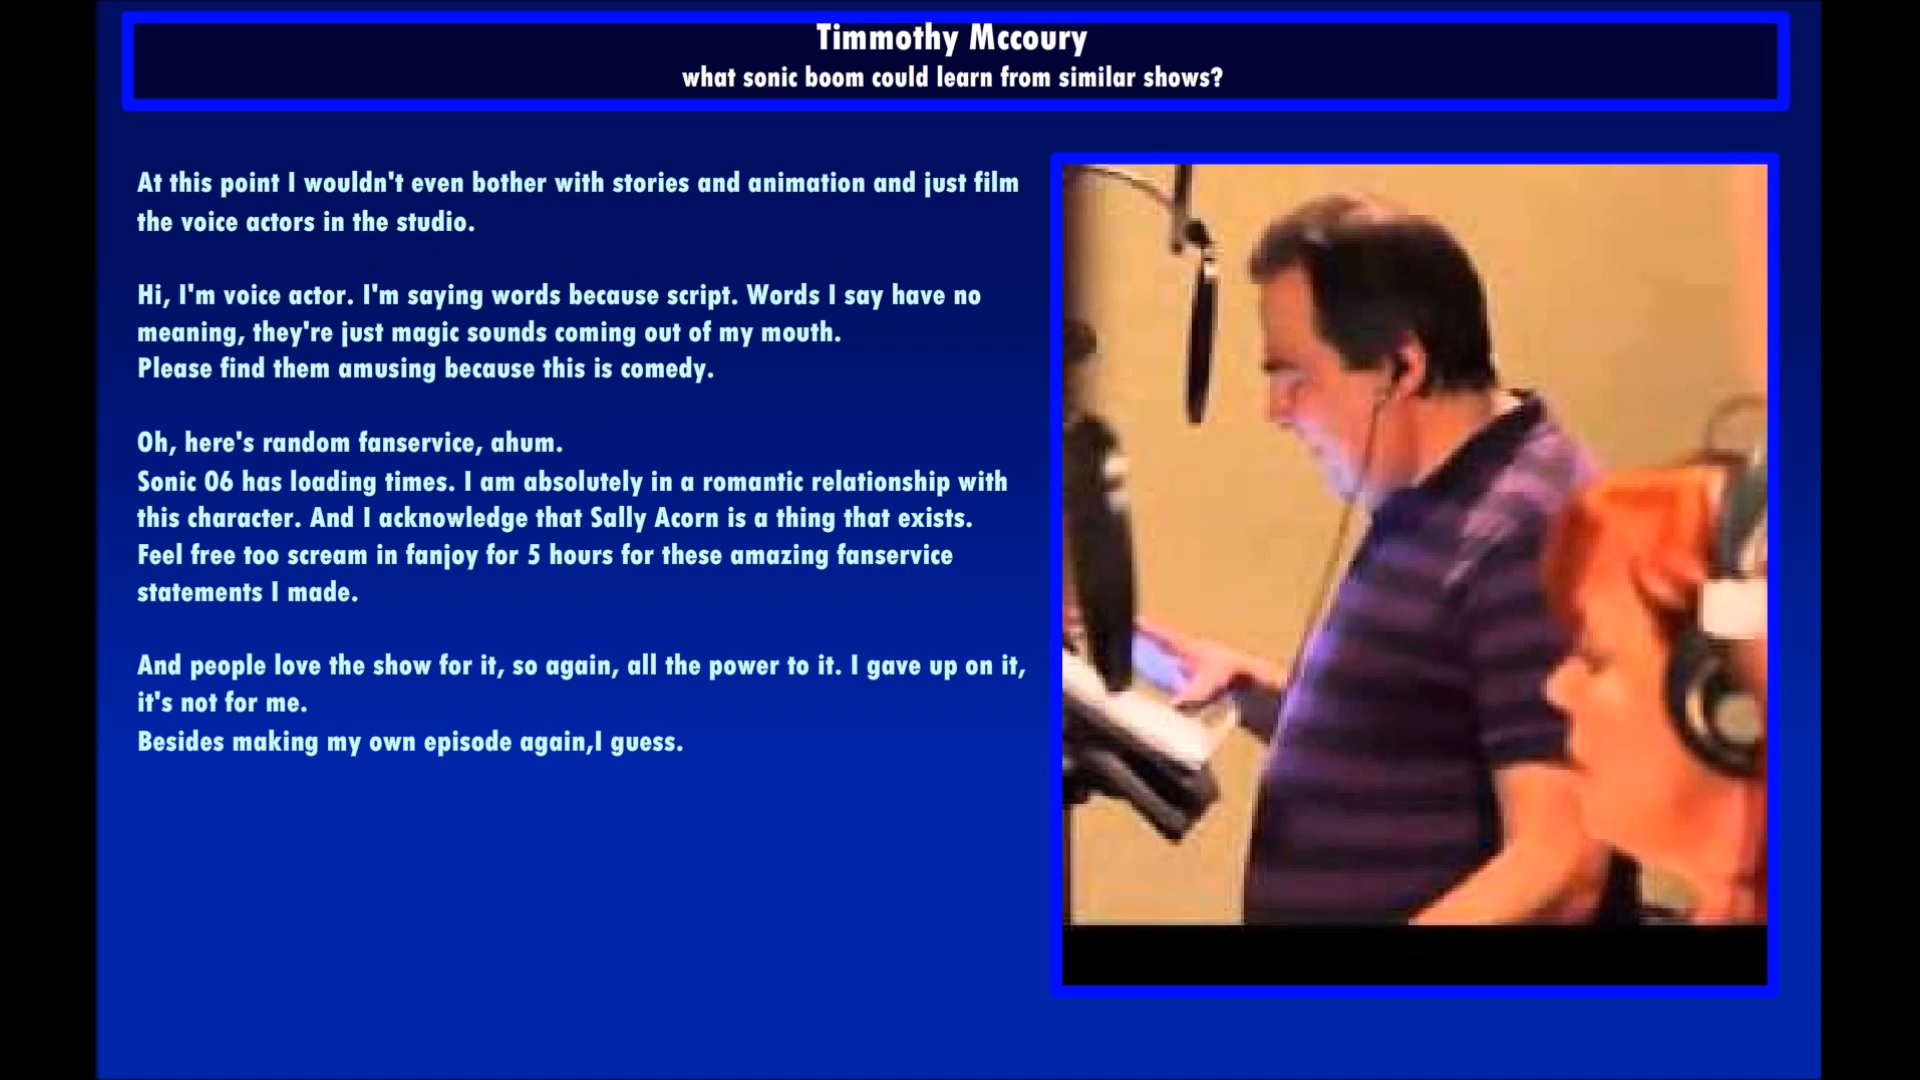 Timmothy Mccoury
what sonic boom could learn from similar shows?
At this point I wouldn't even bother with stories and animation and just film
the voice actors in the studio.
Hi, I'm voice actor. I'm saying words because script. Words I say have no
meaning, they're just magic sounds coming out of my mouth.
Please find them amusing because this is comedy.
Oh, here's random fanservice, ahum.
Sonic 06 has loading times. I am absolutely in a romantic relationship with
this character. And I acknowledge that Sally Acorn is a thing that exists.
Feel free too scream in fanjoy for 5 hours for these amazing fanservice
statements I made.
And people love the show for it, so again, all the power to it. I gave up on it,
it's not for me.
Besides making my own episode again,I guess.